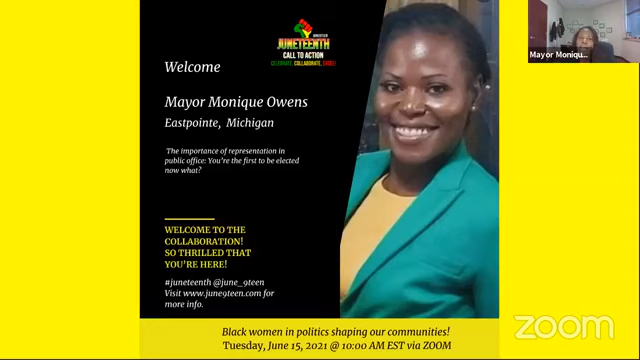 JUNETEENTH
CALL TO ACTION
CELEBRATE, COLLABORATE,
Welcome
Mayor Monique Owens
Eastpointe, Michigan
The importance of representation in
public office: You're the first to be elected
now what?
WELCOME TO THE
COLLABORATION!
SO THRILLED THAT
YOU'RE HERE!
#juneteenth @june_9teen
Visit www.june9teen.com for
more info.
Black women in politics shaping our communities!
Tuesday, June 15, 2021 @ 10:00 AM EST via ZOOM
Mayor Moniqu...
zoom